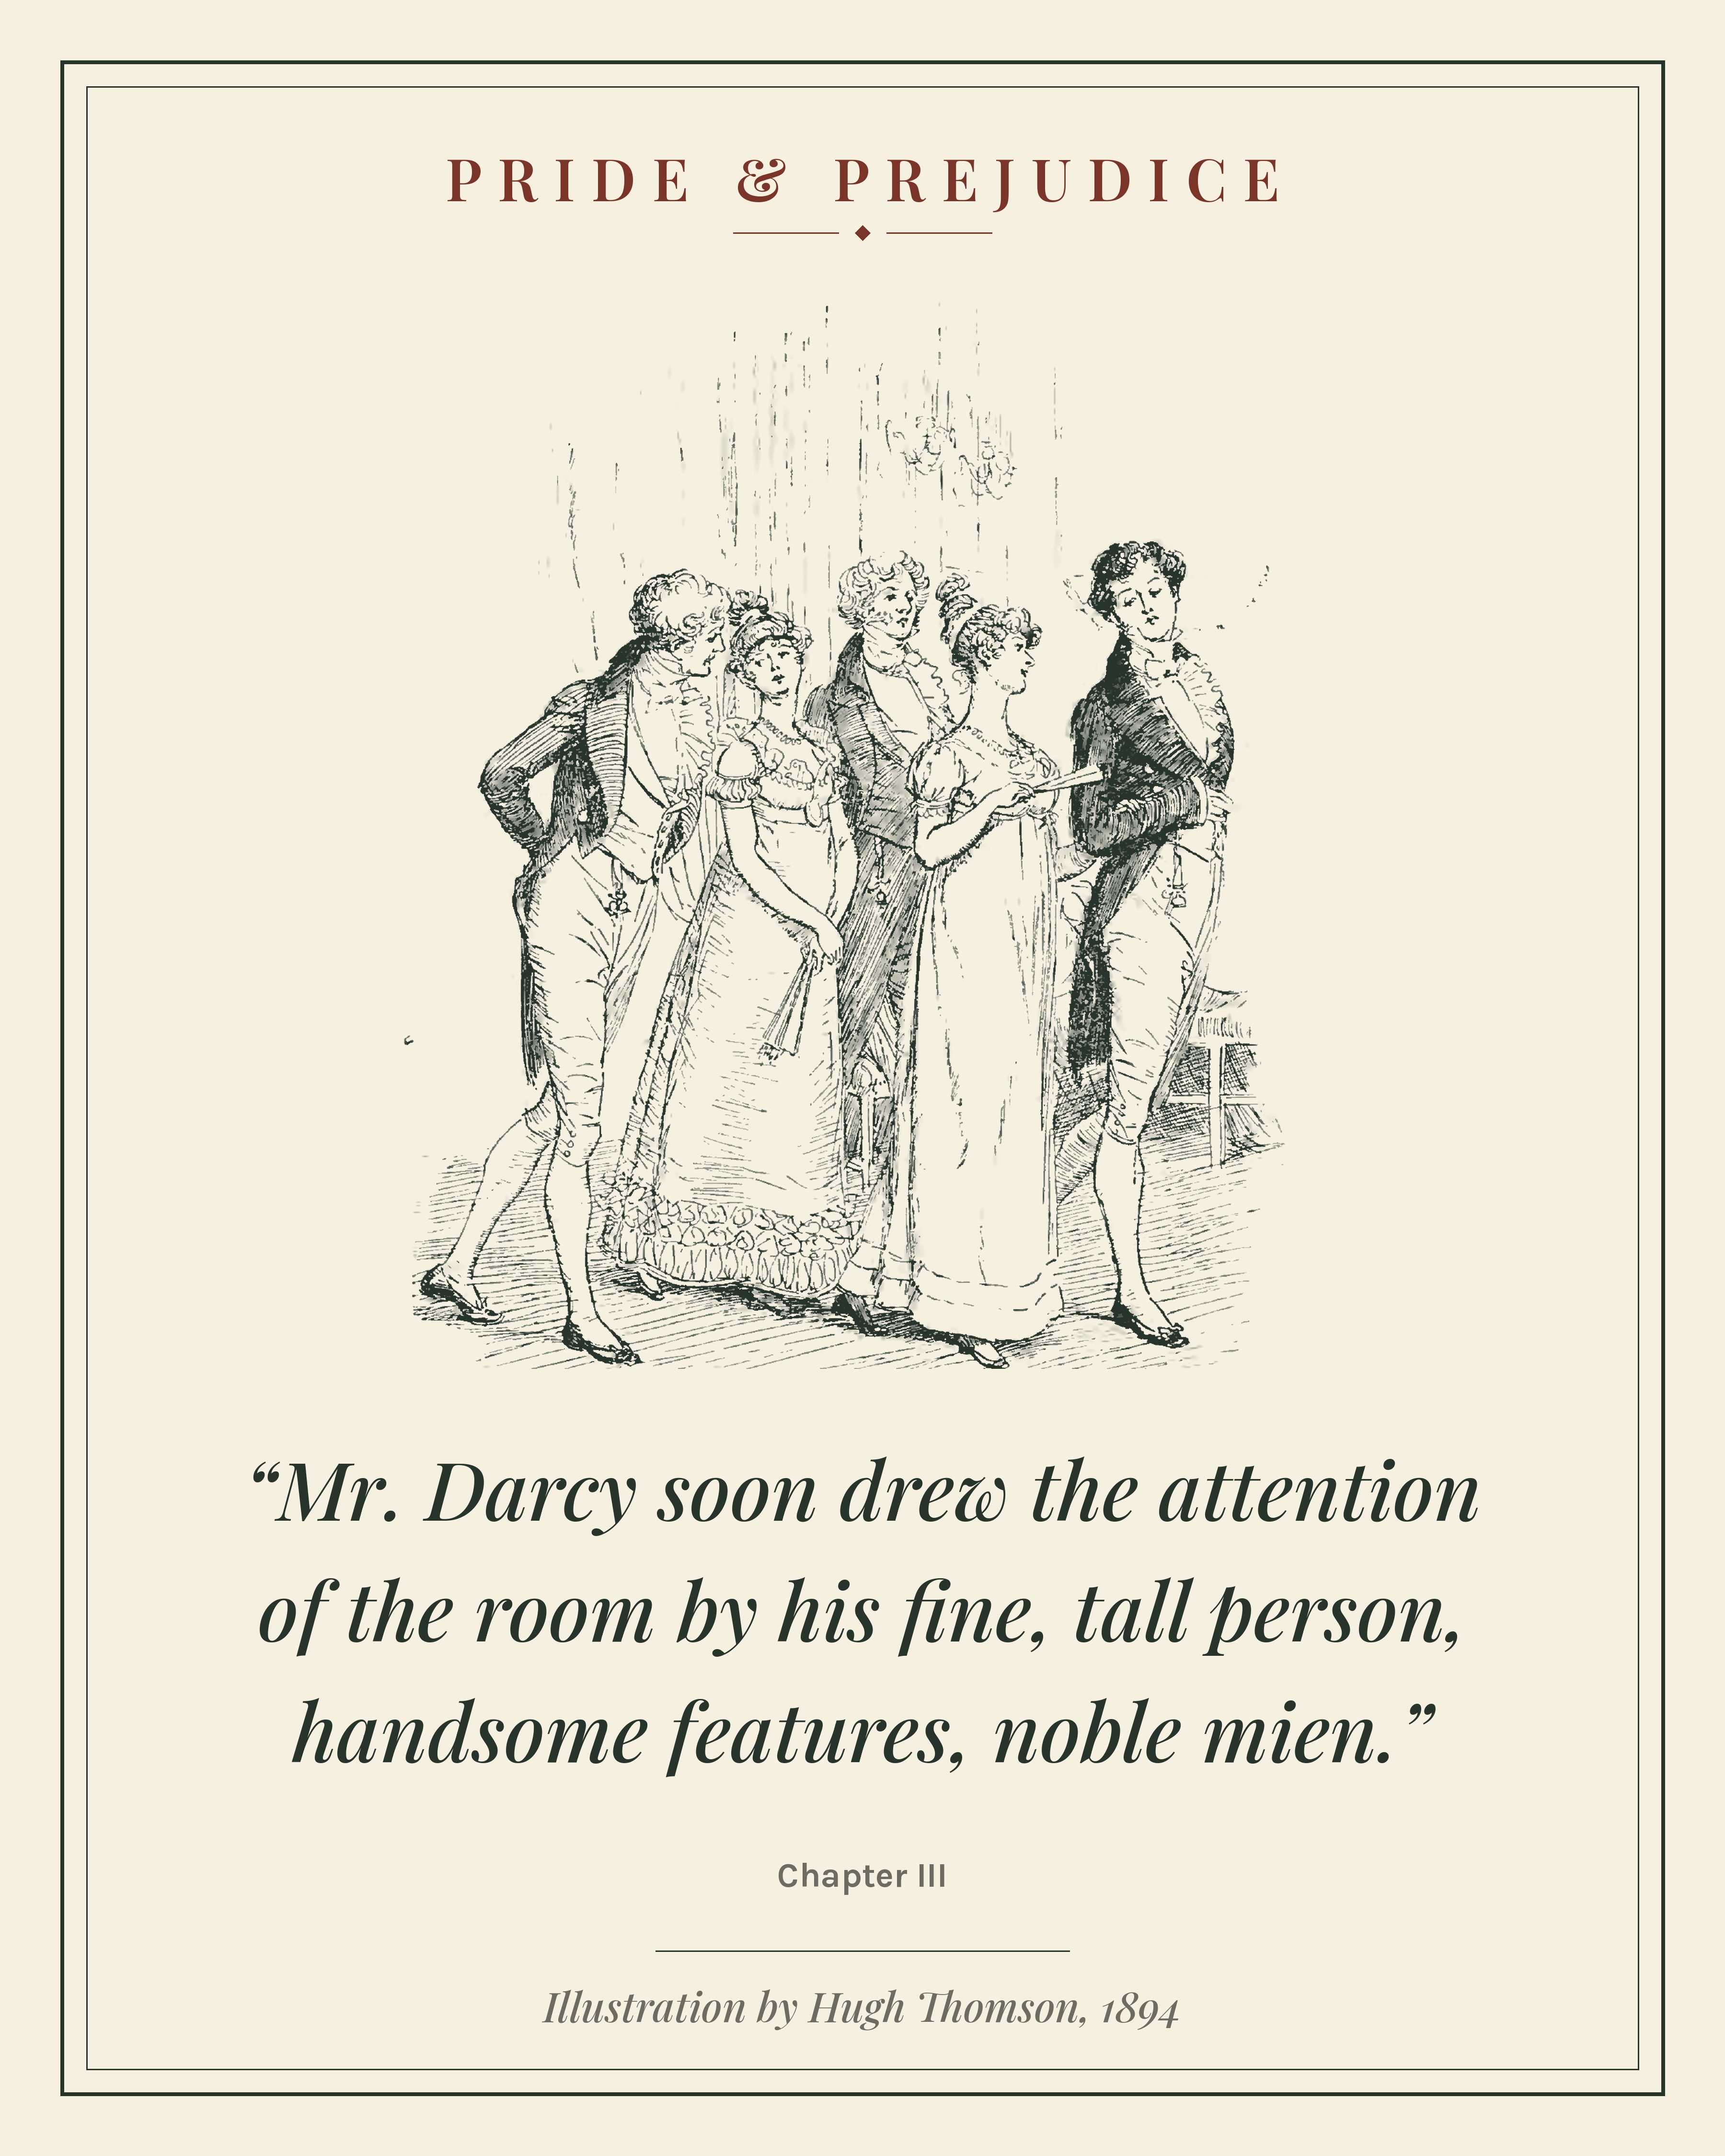 PRIDE & PREJUDICE
“Mr. Darcy soon drew the attention
of the room by his fine, tall person,
handsome features, noble mien.”
Chapter III
Illustration by Hugh Thomson, 1894